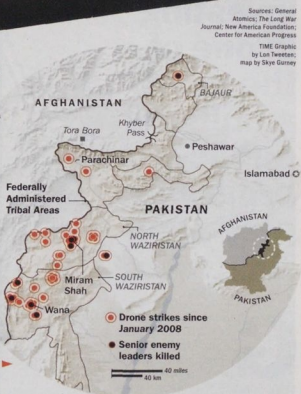 Sources: General
Atomics; The Long War
Journal; New America Foundation;
Center for American Progress
TIME Graphic
by Lon Tweeten;
map by Skye Gurney
BAJAUR
AFGHANISTAN
Khyber
Pass
Tora Bora
Peshawar
Parachinar
Islamabad
Federally
Administered
Tribal Areas
PAKISTAN
NORTH
WAZIRISTAN
AFGHANISTAN
PAKISTAN
Miram
Shah
SOUTH
WAZIRISTAN
Wana
Drone strikes since
January 2008
Senior enemy
leaders killed
40 miles
40 km